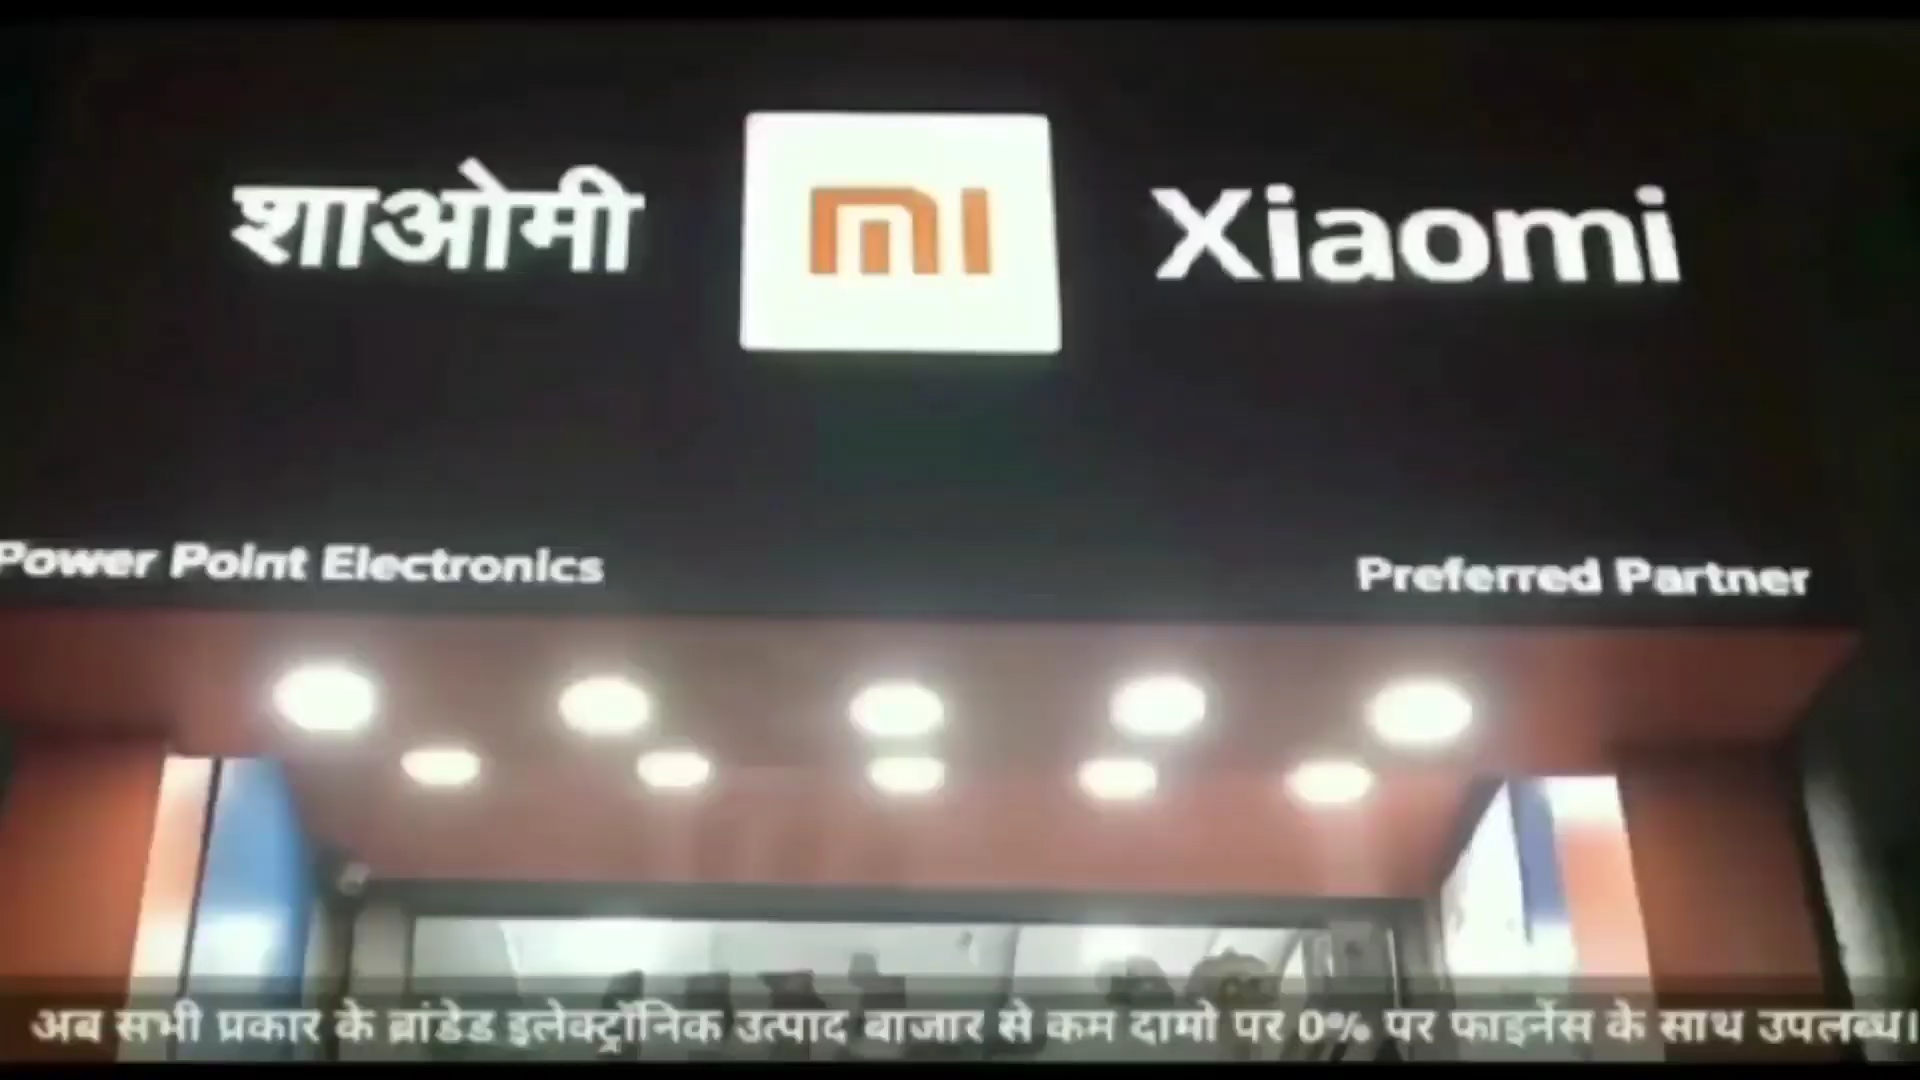 शाओमी mi Xiaomi
Power Point Electronics Preferred Partner
अब सभी प्रकार के ब्रांडेड इलेक्ट्रॉनिक उत्पाद बाजार से कम दामो पर 0% पर फाइनेंस के साथ उपलब्ध।